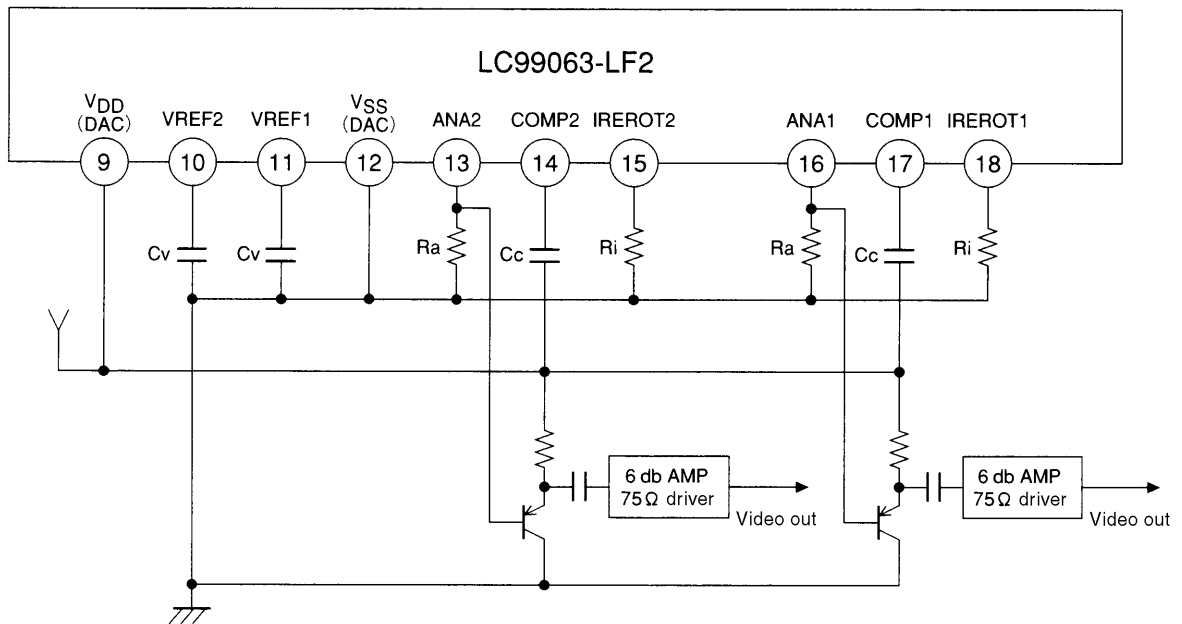 LC99063-LF2
VDD
(DAC)
VREF2
VREF1
VSS
(DAC)
ANA2
COMP2
IREROT2
ANA1
COMP1
IREROT1
9
10
11
12
13
14
15
16
17
18
Cv
Cv
Ra
Cc
Ri
Ra
Cc
Ri
6 db AMP
75Ω driver
Video out
6 db AMP
75Ω driver
Video out